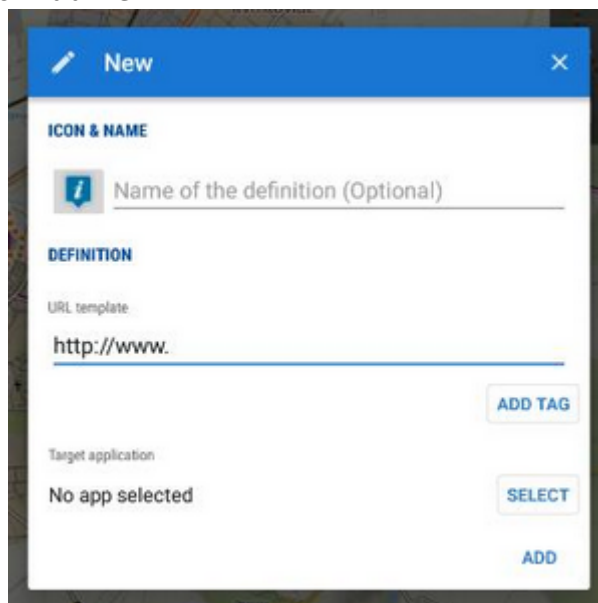 New
ICON & NAME
Name of the definition (Optional)
DEFINITION
URL template
http://www.
ADD TAG
Target application
No app selected
SELECT
ADD